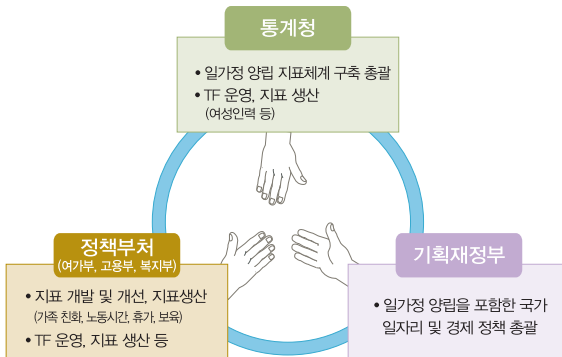 통계청
• 일가정 양립 지표체계 구축 총괄
• TF 운영, 지표 생산
(여성인력 등)
정책부처
(여가부, 고용부, 복지부)
• 지표 개발 및 개선, 지표생산
(가족 친화, 노동시간, 휴가, 보육)
• TF 운영, 지표 생산 등
기획재정부
• 일가정 양립을 포함한 국가
일자리 및 경제 정책 총괄